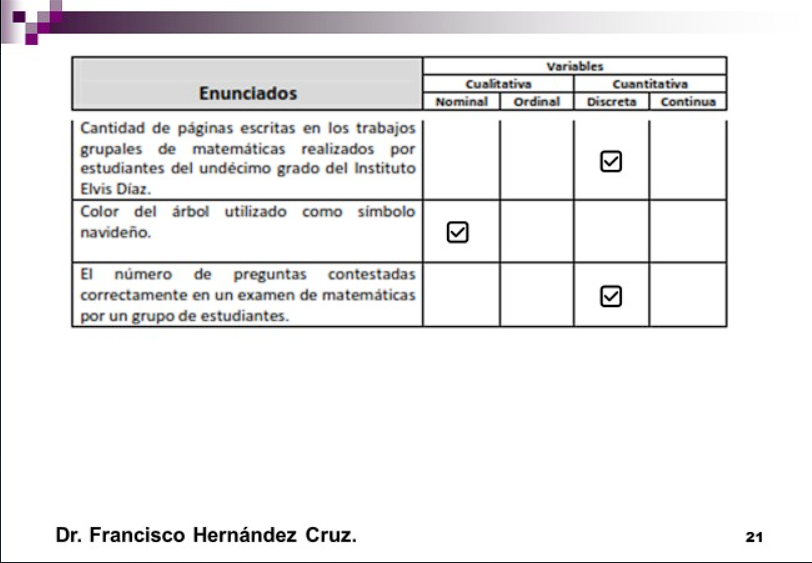 Enunciados
Variables
Cualitativa Cuantitativa
Nominal Ordinal Discreta Continua
Cantidad de páginas escritas en los trabajos
grupales de matemáticas realizados por
estudiantes del undécimo grado del Instituto
Elvis Díaz.
Color del árbol utilizado como símbolo
navideño.
El número de preguntas contestadas
correctamente en un examen de matemáticas
por un grupo de estudiantes.
Dr. Francisco Hernández Cruz.
21